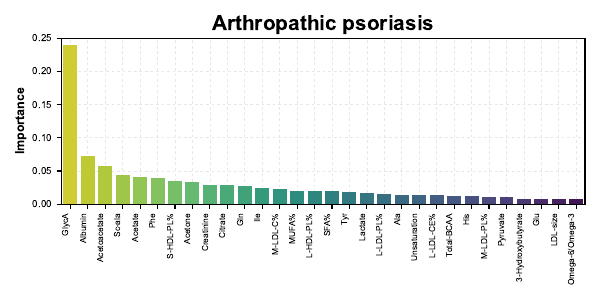 Arthropathic psoriasis
Importance
0.25
0.20
0.15
0.10
0.05
0.00
GlycA
Albumin
Acetoacetate
Sc-ala
Acetate
Phe
S-HDL-PL%
Acetone
Creatinine
Citrate
Gln
Ile
M-LDL-C%
MUFA%
L-HDL-PL%
SFA%
Tyr
Lactate
L-LDL-PL%
Ala
Unsaturation
L-LDL-CE%
Total-BCAA
His
M-LDL-PL%
Pyruvate
3-Hydroxybutyrate
Glu
LDL-size
Omega-6/Omega-3